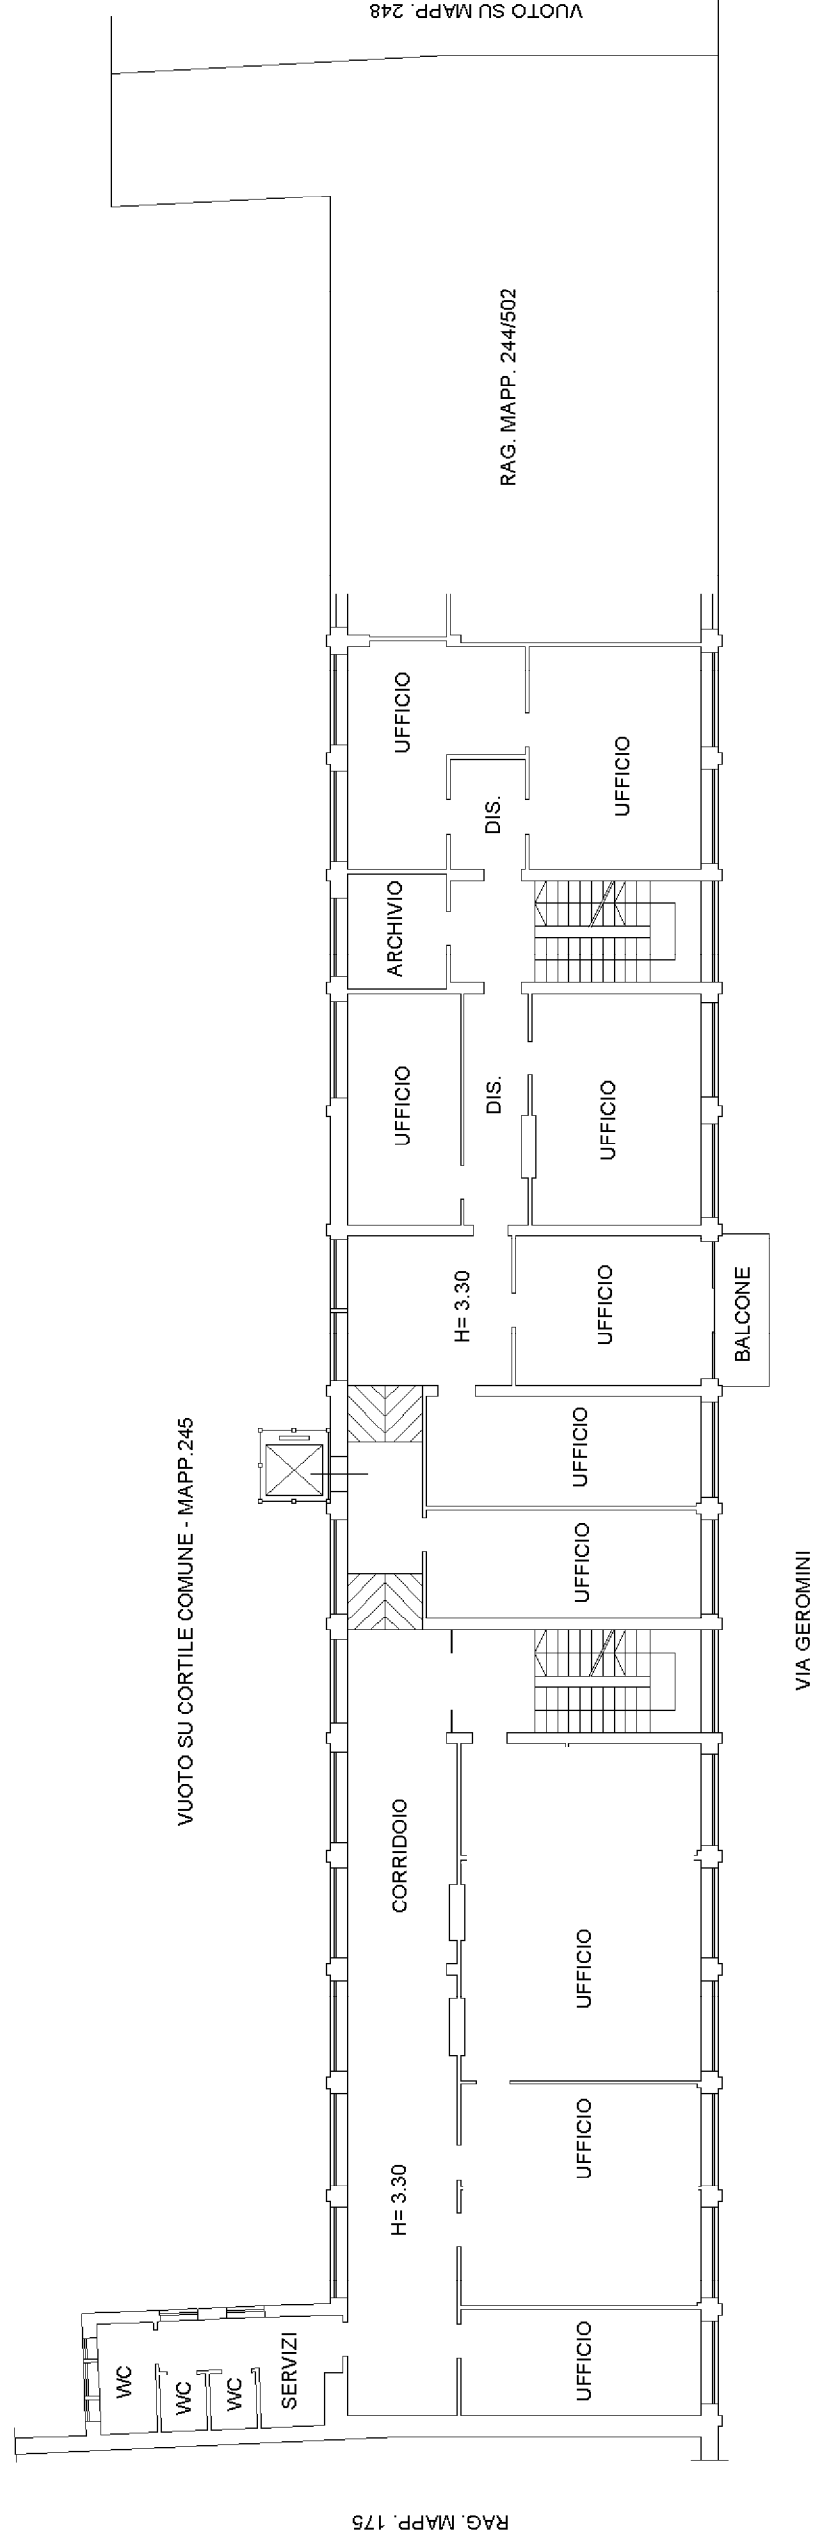 VUOTO SU MAPP. 248
RAG. MAPP. 244/502
UFFICIO
UFFICIO
DIS.
ARCHIVIO
UFFICIO
DIS.
UFFICIO
H= 3.30
UFFICIO
BALCONE
UFFICIO
VUOTO SU CORTILE COMUNE - MAPP.245
UFFICIO
VIA GEROMINI
CORRIDOIO
UFFICIO
UFFICIO
H= 3.30
UFFICIO
SERVIZI
WC
WC
WC
RAG. MAPP. 175